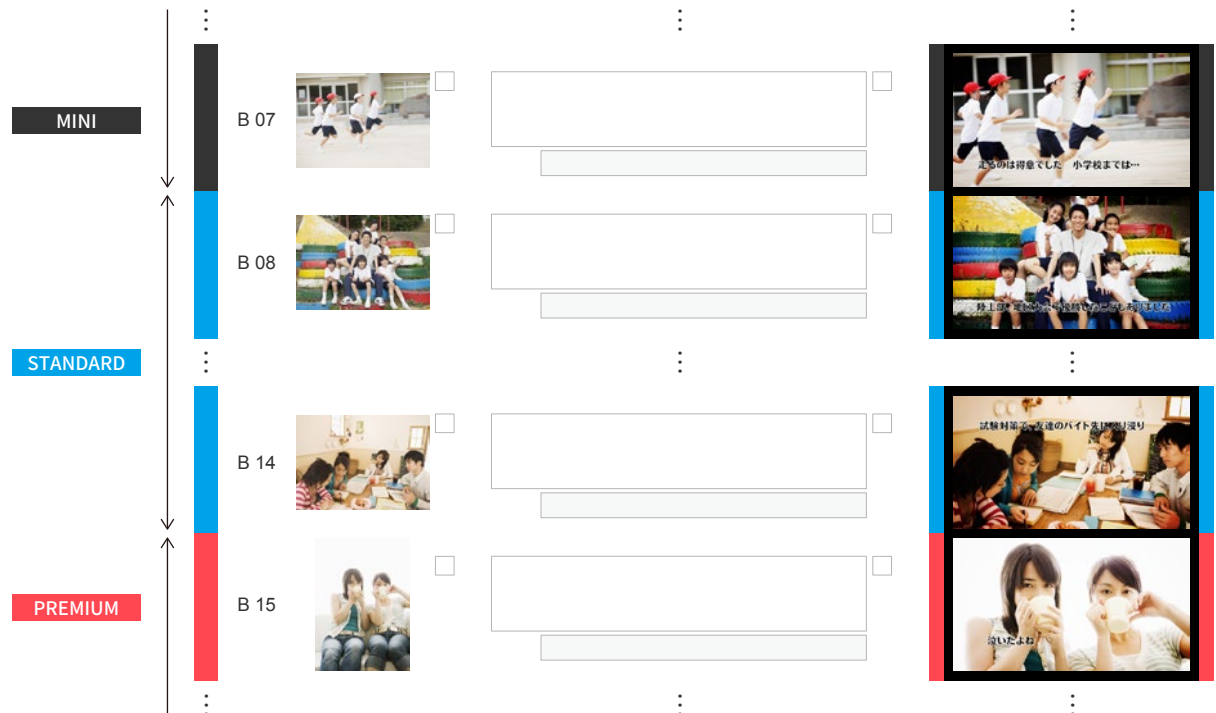 MINI
B 07
走るのは得意でした　小学校までは…
B 08
STANDARD
B 14
試験対策で、友達のバイト先に入り浸り
B 15
PREMIUM
泣いたよね